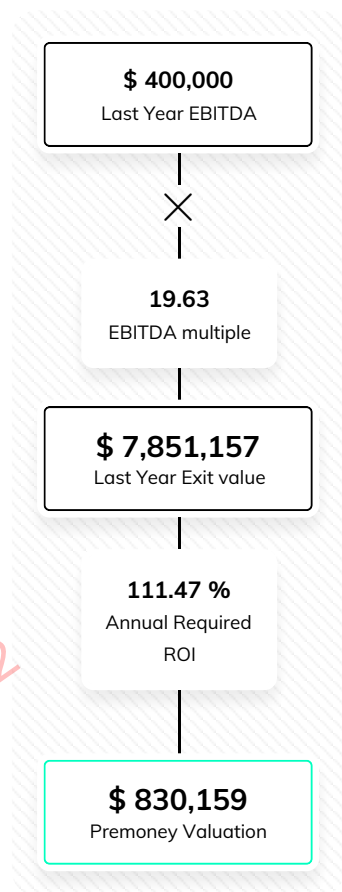 $ 400,000
Last Year EBITDA
19.63
EBITDA multiple
$ 7,851,157
Last Year Exit value
111.47 %
Annual Required
ROI
$ 830,159
Premoney Valuation